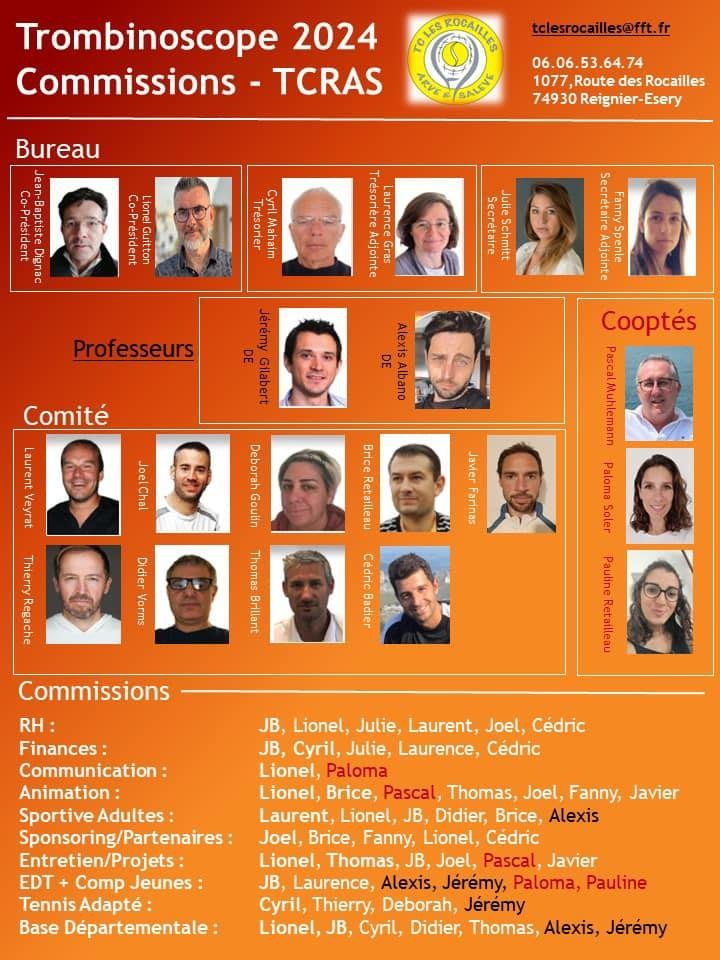 Trombinoscope 2024
Commissions - TCRAS
TC LES ROCAILLES
ARVE & SALEVE
tclesrocailles@fft.fr
06.06.53.64.74
1077,Route des Rocailles
74930 Reignier-Esery
Bureau
Jean-Baptiste Dignac
Co-Président
Lionel Guitton
Co-Président
Cyril Mahaim
Trésorier
Laurence Gras
Trésorière Adjointe
Julie Schmitt
Secrétaire
Fanny Spenle
Secrétaire Adjointe
Professeurs
Jérémy Gilabert
DE
Alexis Albano
DE
Cooptés
Pascal Muhlemann
Paloma Soler
Pauline Retailleau
Comité
Laurent Veyrat
Joel Chal
Deborah Goulin
Brice Retailleau
Javier Farinas
Thierry Regache
Didier Vorms
Thomas Brillant
Cédric Badier
Commissions
RH : JB, Lionel, Julie, Laurent, Joel, Cédric
Finances : JB, Cyril, Julie, Laurence, Cédric
Communication : Lionel, Paloma
Animation : Lionel, Brice, Pascal, Thomas, Joel, Fanny, Javier
Sportive Adultes : Laurent, Lionel, JB, Didier, Brice, Alexis
Sponsoring/Partenaires : Joel, Brice, Fanny, Lionel, Cédric
Entretien/Projets : Lionel, Thomas, JB, Joel, Pascal, Javier
EDT + Comp Jeunes : JB, Laurence, Alexis, Jérémy, Paloma, Pauline
Tennis Adapté : Cyril, Thierry, Deborah, Jérémy
Base Départementale : Lionel, JB, Cyril, Didier, Thomas, Alexis, Jérémy